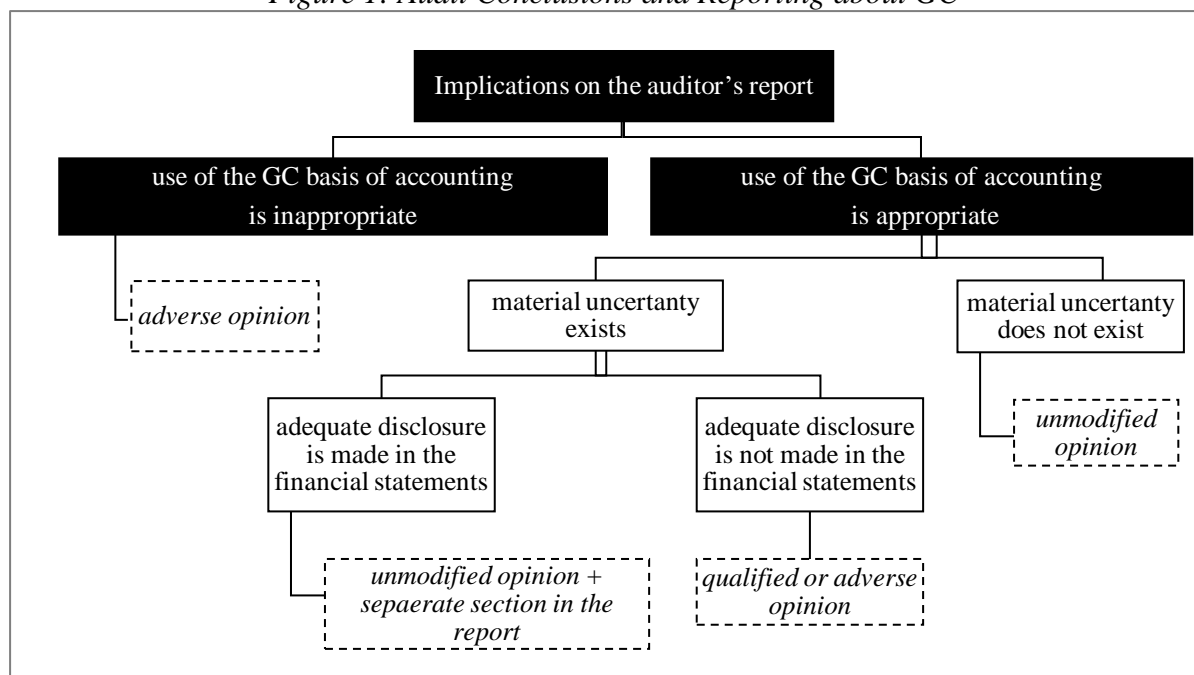 Figure 1: Audit Conclusions and Reporting about GC
Implications on the auditor's report
use of the GC basis of accounting
is inappropriate
use of the GC basis of accounting
is appropriate
adverse opinion
material uncertanty
exists
material uncertanty
does not exist
adequate disclosure
is made in the
financial statements
adequate disclosure
is not made in the
financial statements
unmodified
opinion
unmodified opinion +
sepaerate section in the
report
qualified or adverse
opinion